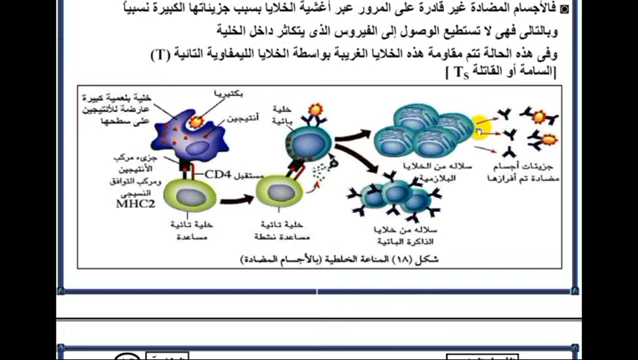 فالأجسام المضادة غير قادرة على المرور عبر أغشية الخلايا بسبب جزيئاتها الكبيرة نسبياً
وبالتالى فهى لا تستطيع الوصول إلى الفيروس الذى يتكاثر داخل الخلية
وفى هذه الحالة تتم مقاومة هذه الخلايا الغريبة بواسطة الخلايا الليمفاوية التائية (T)
[السامة أو القاتلة TS ]
خلية بلعمية كبيرة
عارضة للأنتيجين
على سطحها
بكتيريا
أنتيجين
خلية
بائية
جزىء مركب
الأنتيجين
ومركب التوافق
النسيجى
MHC2
مستقبل CD4
خلية تائية
مساعدة
خلية تائية
مساعدة نشطة
سلاله من الخلايا
البلازمية
جزيئات أجسام
مضادة تم أفرازها
سلاله من خلايا
الذاكرة البائية
شكل (١٨) المناعة الخلطية (بالأجسام المضادة)